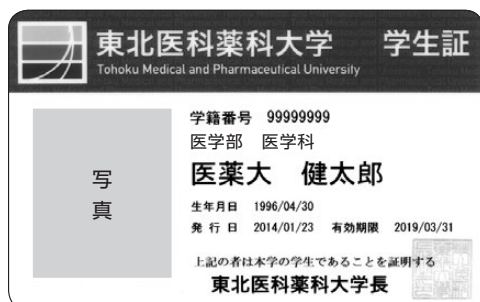 東北医科薬科大学 学生証
Tohoku Medical and Pharmaceutical University
学籍番号 99999999
医学部 医学科
写
真
医薬大 健太郎
生年月日 1996/04/30
発行日 2014/01/23 有効期限 2019/03/31
上記の者は本学の学生であることを証明する
東北医科薬科大学長